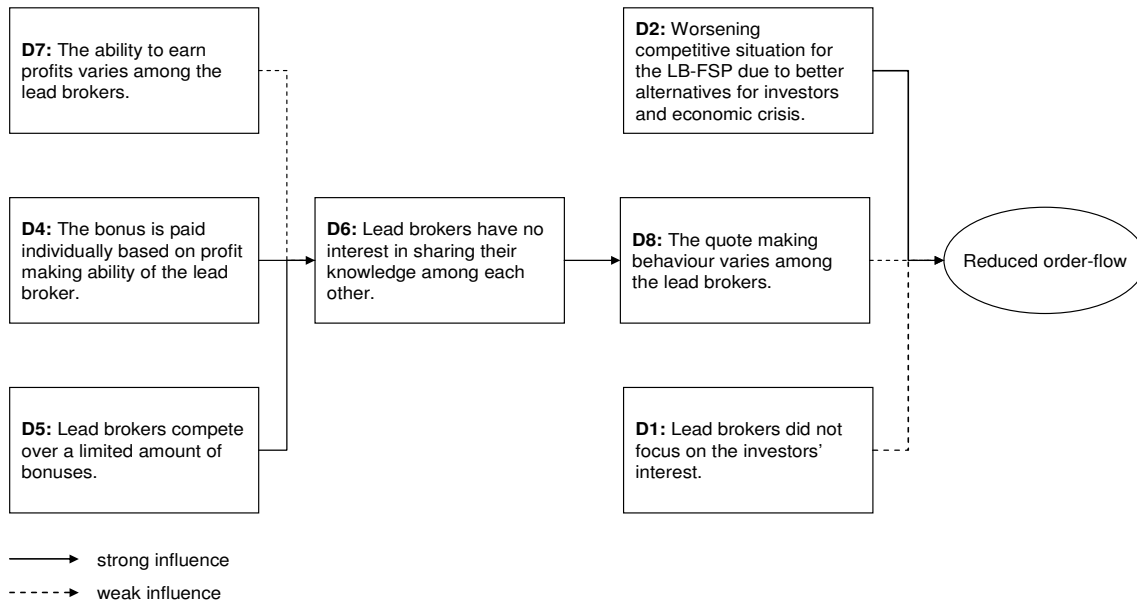 D7: The ability to earn
profits varies among the
lead brokers.
D2: Worsening
competitive situation for
the LB-FSP due to better
alternatives for investors
and economic crisis.
D4: The bonus is paid
individually based on profit
making ability of the lead
broker.
D6: Lead brokers have no
interest in sharing their
knowledge among each
other.
D8: The quote making
behaviour varies among
the lead brokers.
Reduced order-flow
D5: Lead brokers compete
over a limited amount of
bonuses.
D1: Lead brokers did not
focus on the investors'
interest.
strong influence
weak influence